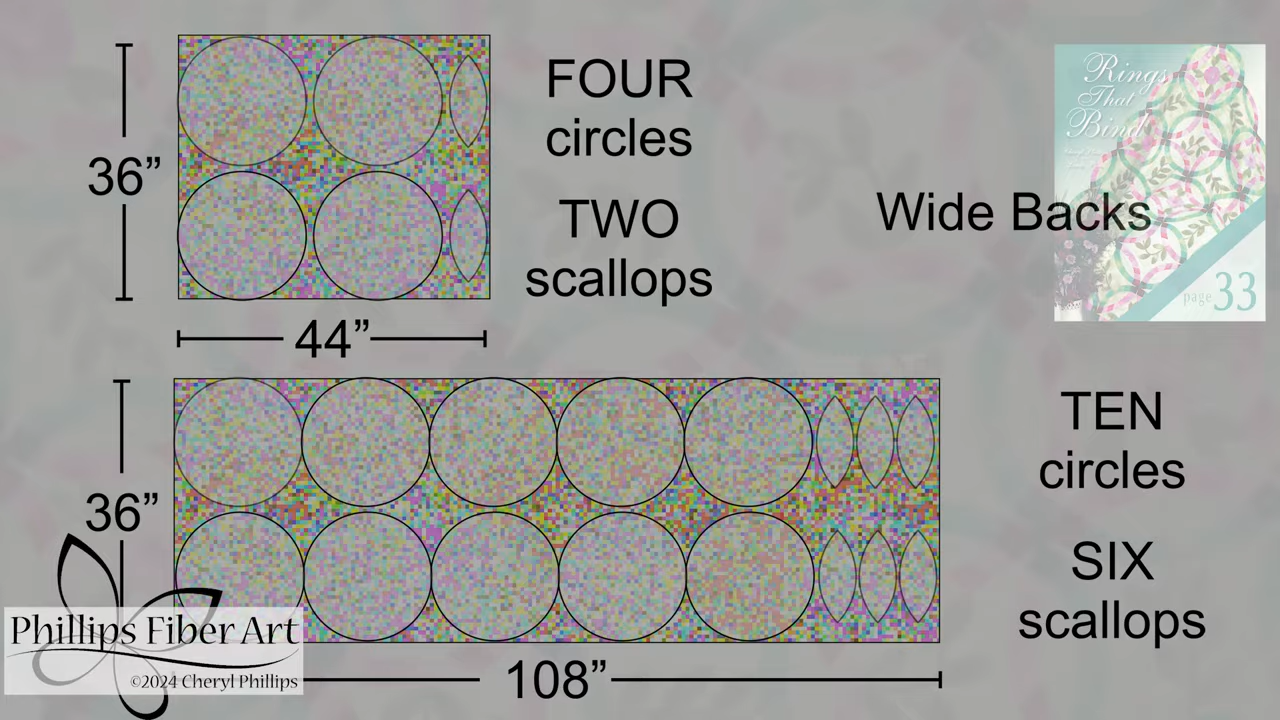 36”
44”
FOUR
circles
TWO
scallops
Wide Backs
Rings
That
Bind
page 33
36”
108”
TEN
circles
SIX
scallops
Phillips Fiber Art
©2024 Cheryl Phillips